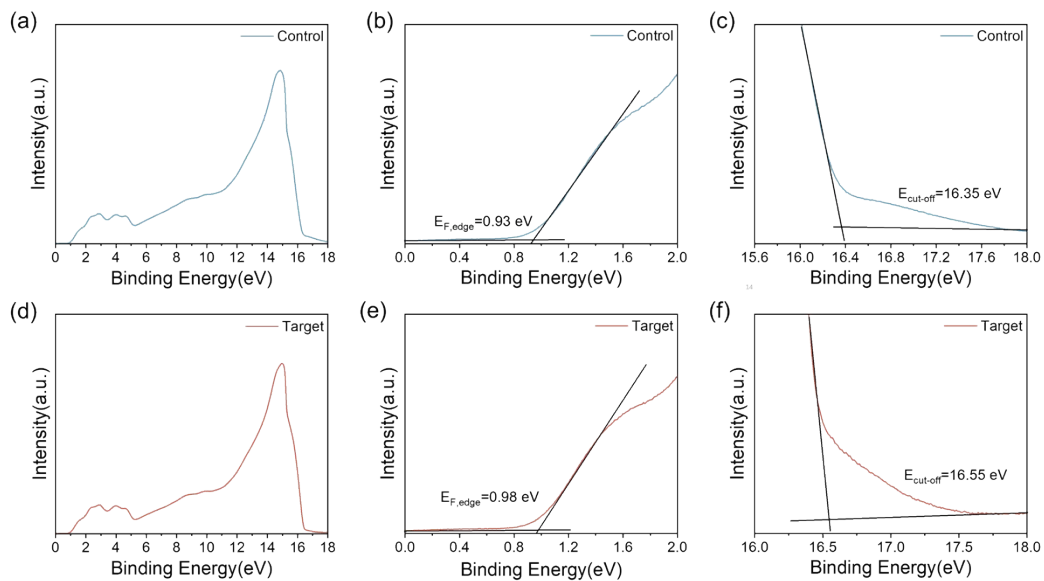 (a)
Control
Intensity(a.u.)
0 2 4 6 8 10 12 14 16 18
Binding Energy(eV)
(b)
Control
Intensity(a.u.)
E_F,edge=0.93 eV
0.0 0.4 0.8 1.2 1.6 2.0
Binding Energy(eV)
(c)
Control
Intensity(a.u.)
E_cut-off=16.35 eV
15.6 16.0 16.4 16.8 17.2 17.6 18.0
Binding Energy(eV)
14
(d)
Target
Intensity(a.u.)
0 2 4 6 8 10 12 14 16 18
Binding Energy(eV)
(e)
Target
Intensity(a.u.)
E_F,edge=0.98 eV
0.0 0.4 0.8 1.2 1.6 2.0
Binding Energy(eV)
(f)
Target
Intensity(a.u.)
E_cut-off=16.55 eV
16.0 16.5 17.0 17.5 18.0
Binding Energy(eV)